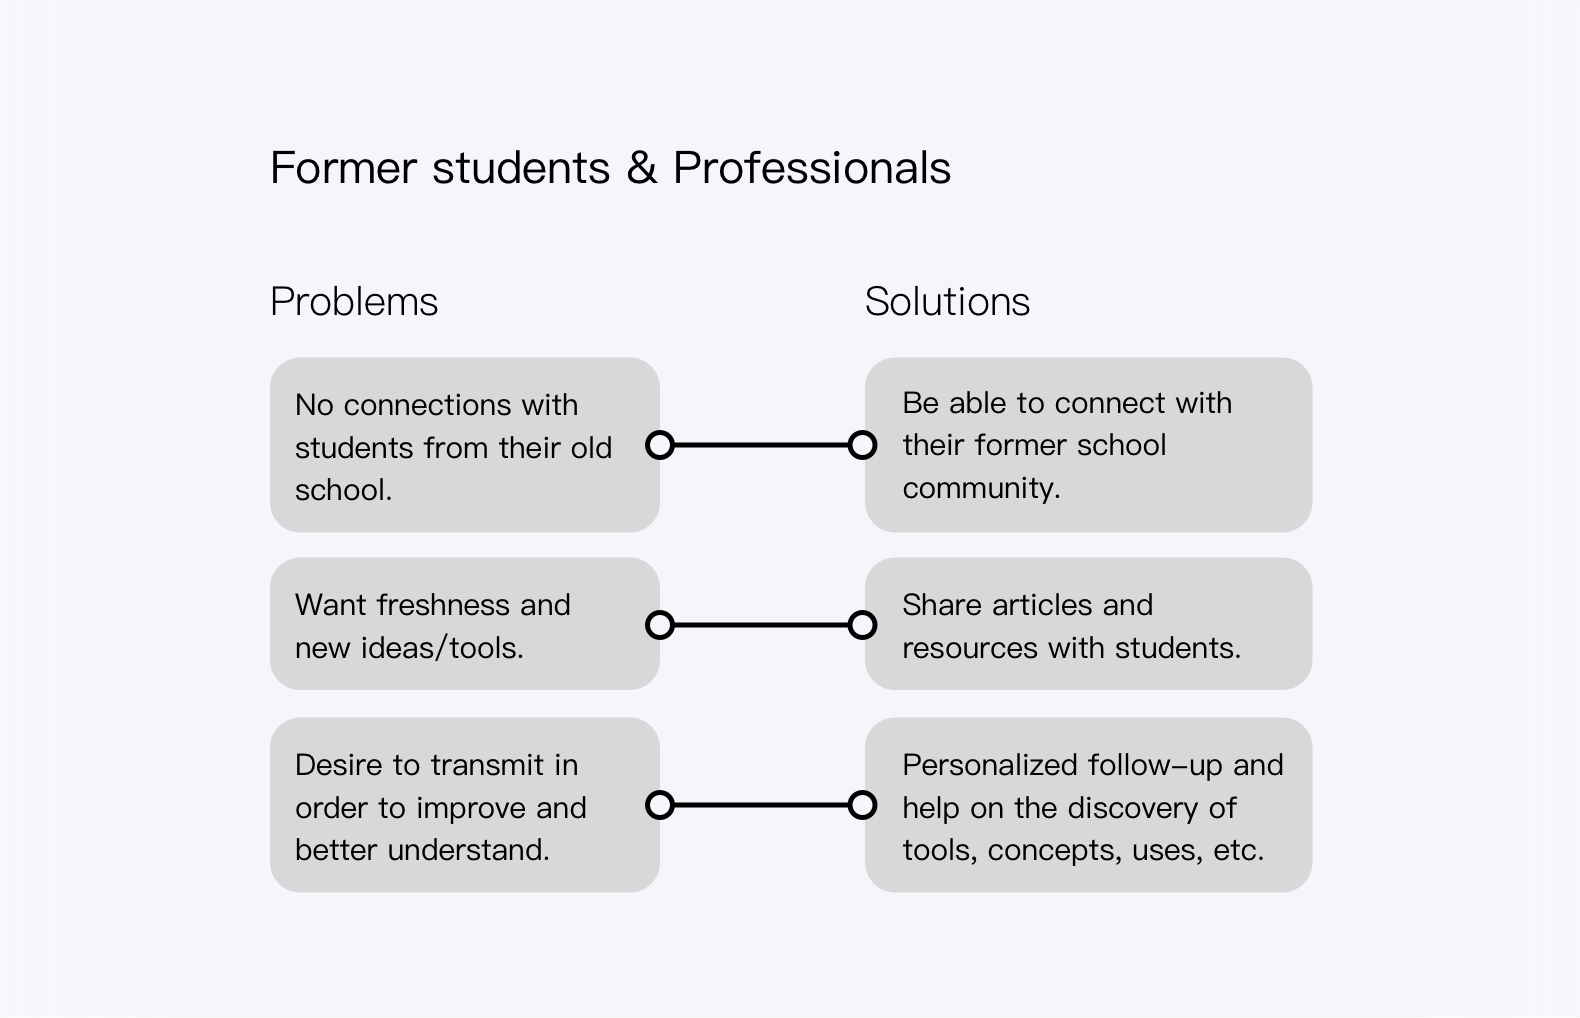 Former students & Professionals
Problems
No connections with
students from their old
school.
Want freshness and
new ideas/tools.
Desire to transmit in
order to improve and
better understand.
Solutions
Be able to connect with
their former school
community.
Share articles and
resources with students.
Personalized follow–up and
help on the discovery of
tools, concepts, uses, etc.